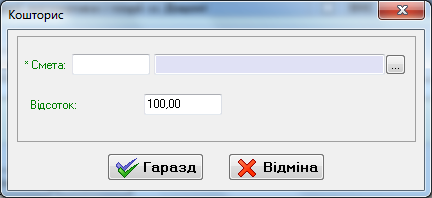 Кошторис
* Смета: ...
Відсоток: 100,00
Гаразд Відміна